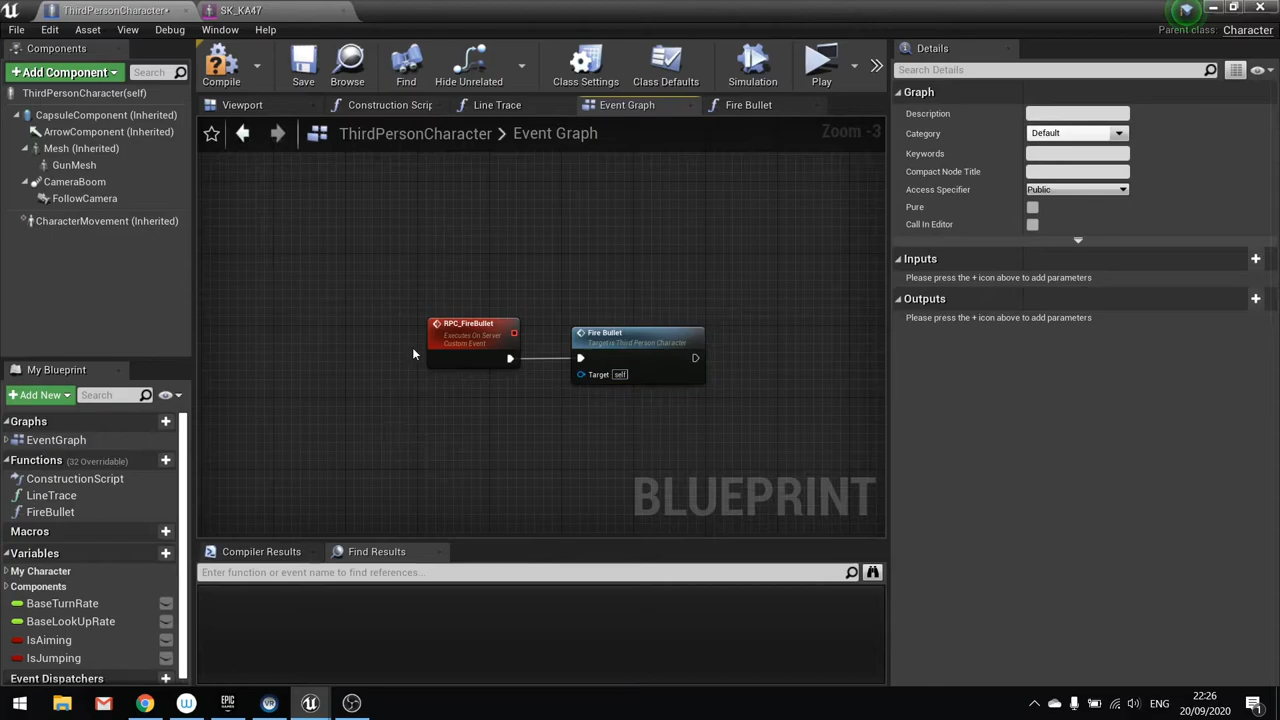 ThirdPersonCharacter*
SK_KA47
File Edit Asset View Debug Window Help
Parent class: Character
Components
Add Component
Search
ThirdPersonCharacter(self)
CapsuleComponent (Inherited)
ArrowComponent (Inherited)
Mesh (Inherited)
GunMesh
CameraBoom
FollowCamera
CharacterMovement (Inherited)
Compile
Save
Browse
Find
Hide Unrelated
Class Settings
Class Defaults
Simulation
Play
Viewport
Construction Scrip
Line Trace
Event Graph
Fire Bullet
ThirdPersonCharacter > Event Graph
Zoom -3
RPC_FireBullet
Executes On Server
Custom Event
Fire Bullet
Target is Third Person Character
Target self
BLUEPRINT
My Blueprint
Add New
Search
Graphs
EventGraph
Functions (32 Overridable)
ConstructionScript
LineTrace
FireBullet
Macros
Variables
My Character
Components
BaseTurnRate
BaseLookUpRate
IsAiming
IsJumping
Event Dispatchers
Compiler Results
Find Results
Enter function or event name to find references...
Details
Search Details
Graph
Description
Category Default
Keywords
Compact Node Title
Access Specifier Public
Pure
Call In Editor
Inputs
Please press the + icon above to add parameters
Outputs
Please press the + icon above to add parameters
EPIC
GAMES
VR
ENG
22:26
20/09/2020
1